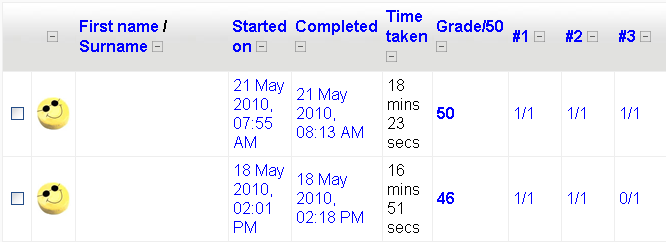 First name / Surname
Started on
Completed
Time taken
Grade/50
#1
#2
#3
21 May 2010, 07:55 AM
21 May 2010, 08:13 AM
18 mins 23 secs
50
1/1
1/1
1/1
18 May 2010, 02:01 PM
18 May 2010, 02:18 PM
16 mins 51 secs
46
1/1
1/1
0/1